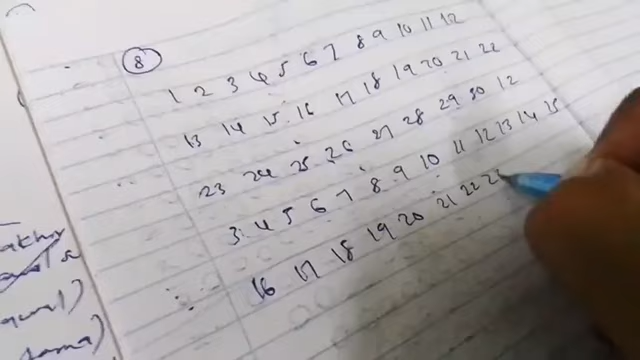 8
1 2 3 4 5 6 7 8 9 10 11 12
13 14 15 16 17 18 19 20 21 22
23 24 25 26 27 28 29 30 1 2
3 4 5 6 7 8 9 10 11 12 13 14 15
16 17 18 19 20 21 22